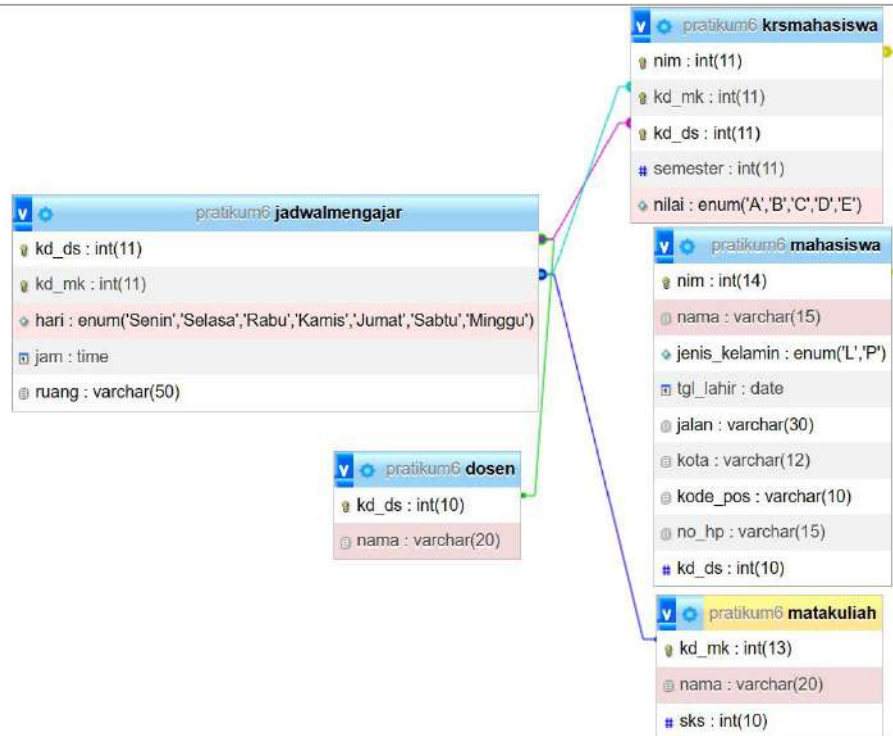 pratikum6 krsmahasiswa
nim : int(11)
kd_mk : int(11)
kd_ds : int(11)
# semester : int(11)
nilai : enum('A','B','C','D','E')
pratikum6 jadwalmengajar
kd_ds : int(11)
kd_mk : int(11)
hari : enum('Senin','Selasa','Rabu','Kamis','Jumat','Sabtu','Minggu')
jam : time
ruang : varchar(50)
pratikum6 mahasiswa
nim : int(14)
nama : varchar(15)
jenis_kelamin : enum('L','P')
tgl_lahir : date
jalan : varchar(30)
kota : varchar(12)
kode_pos : varchar(10)
no_hp : varchar(15)
# kd_ds : int(10)
pratikum6 dosen
kd_ds : int(10)
nama : varchar(20)
pratikum6 matakuliah
kd_mk : int(13)
nama : varchar(20)
# sks : int(10)